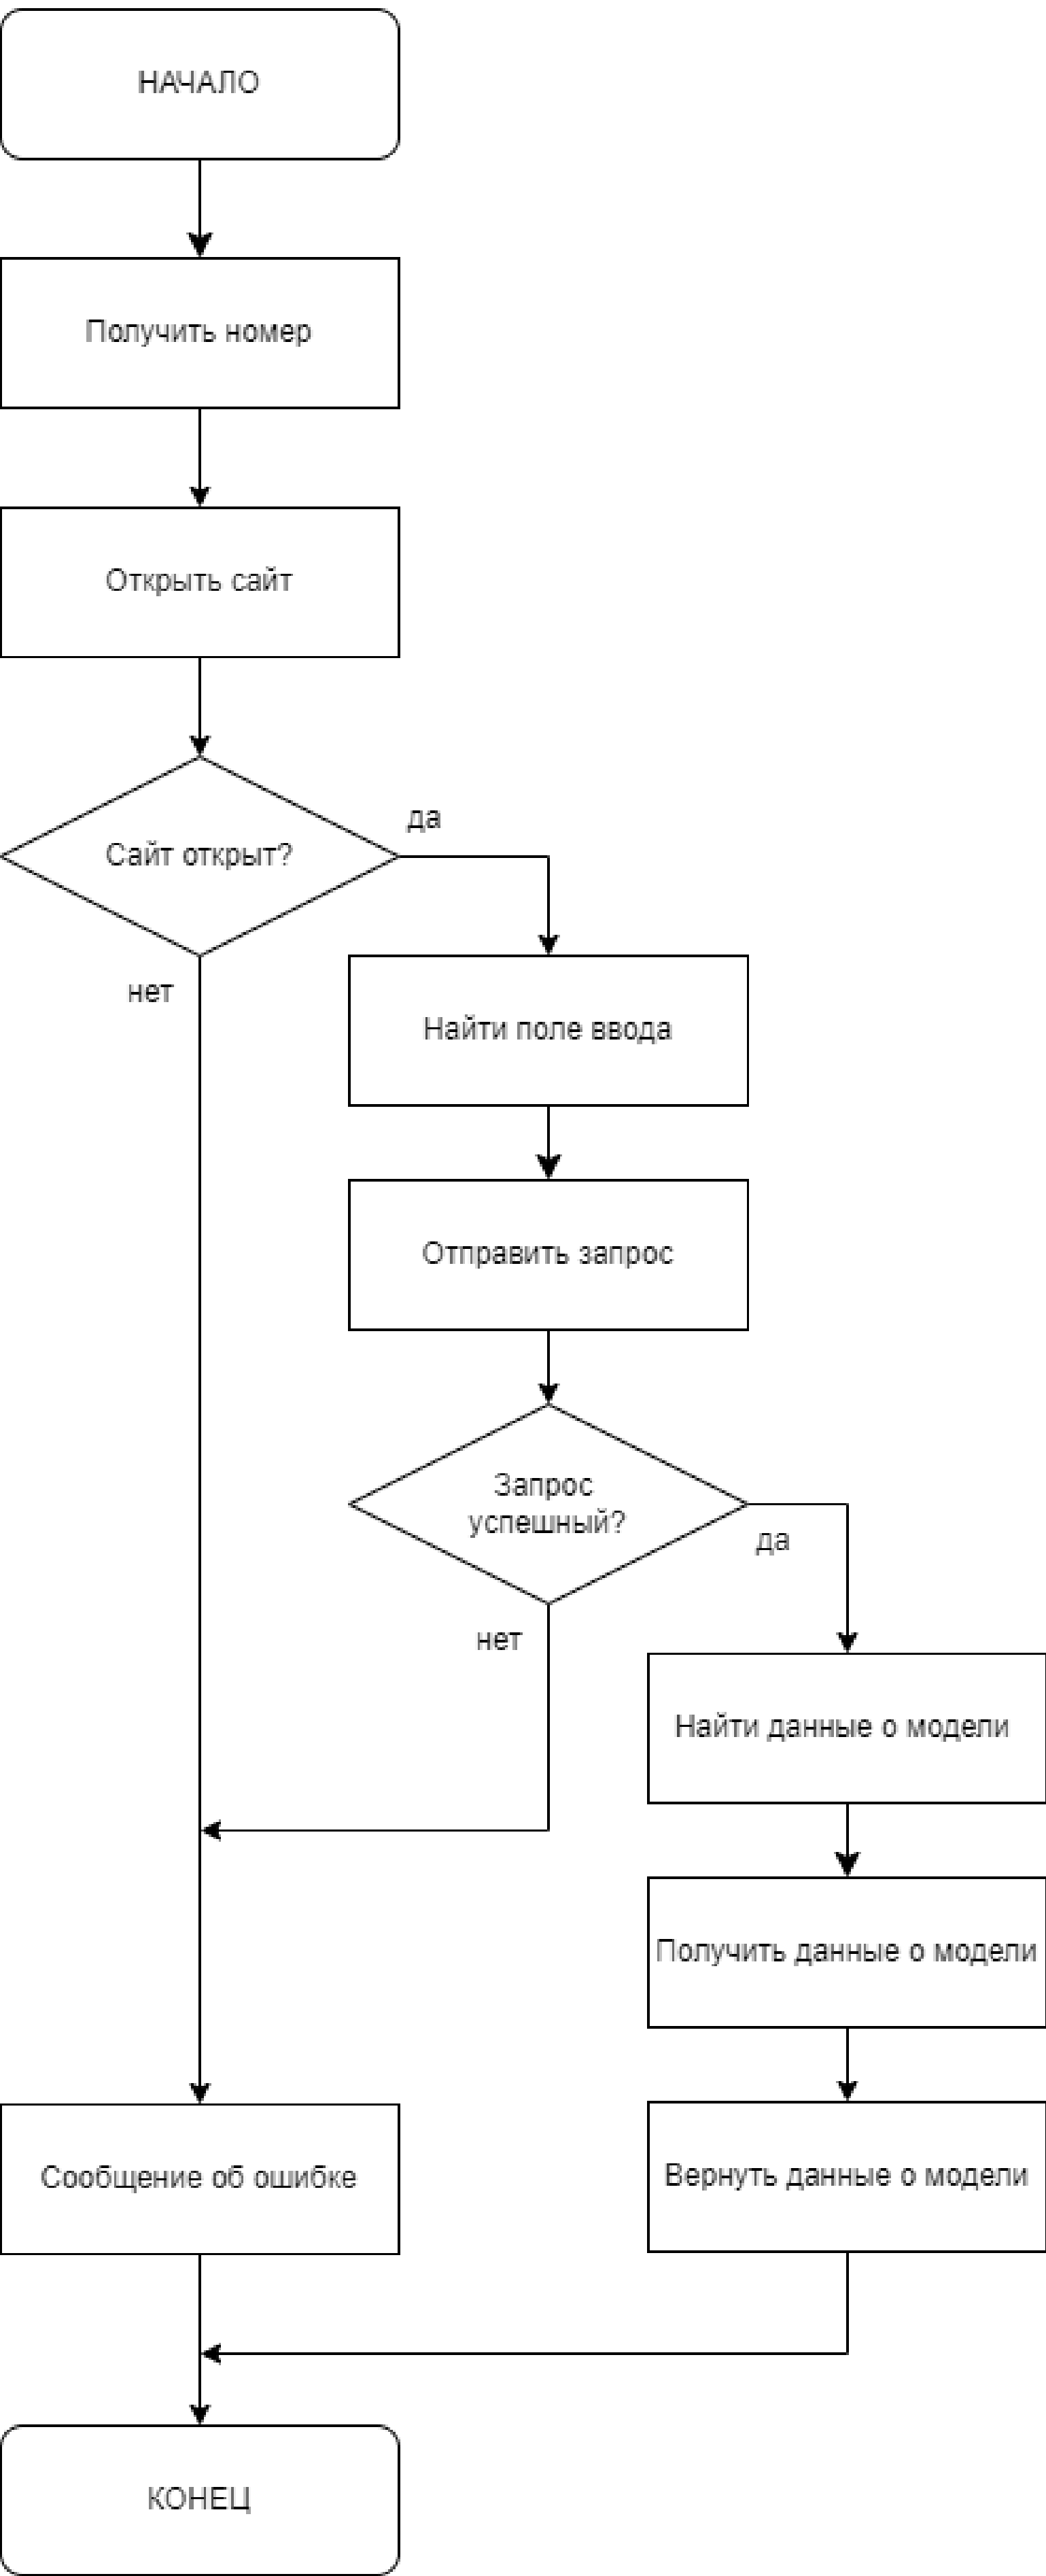 НАЧАЛО
Получить номер
Открыть сайт
Сайт открыт?
да
нет
Найти поле ввода
Отправить запрос
Запрос
успешный?
да
нет
Найти данные о модели
Получить данные о модели
Вернуть данные о модели
Сообщение об ошибке
КОНЕЦ